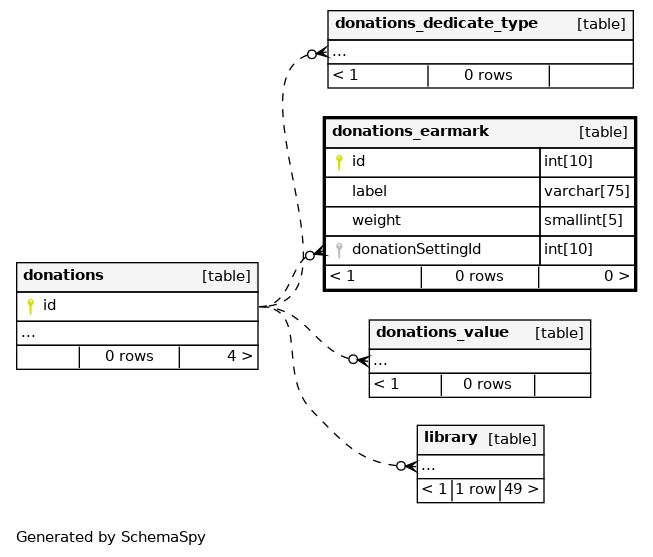 donations_dedicate_type [table]
...
< 1 0 rows
donations_earmark [table]
id int[10]
label varchar[75]
weight smallint[5]
donationSettingId int[10]
< 1 0 rows 0 >
donations [table]
id
...
0 rows 4 >
donations_value [table]
...
< 1 0 rows
library [table]
...
< 1 1 row 49 >
Generated by SchemaSpy